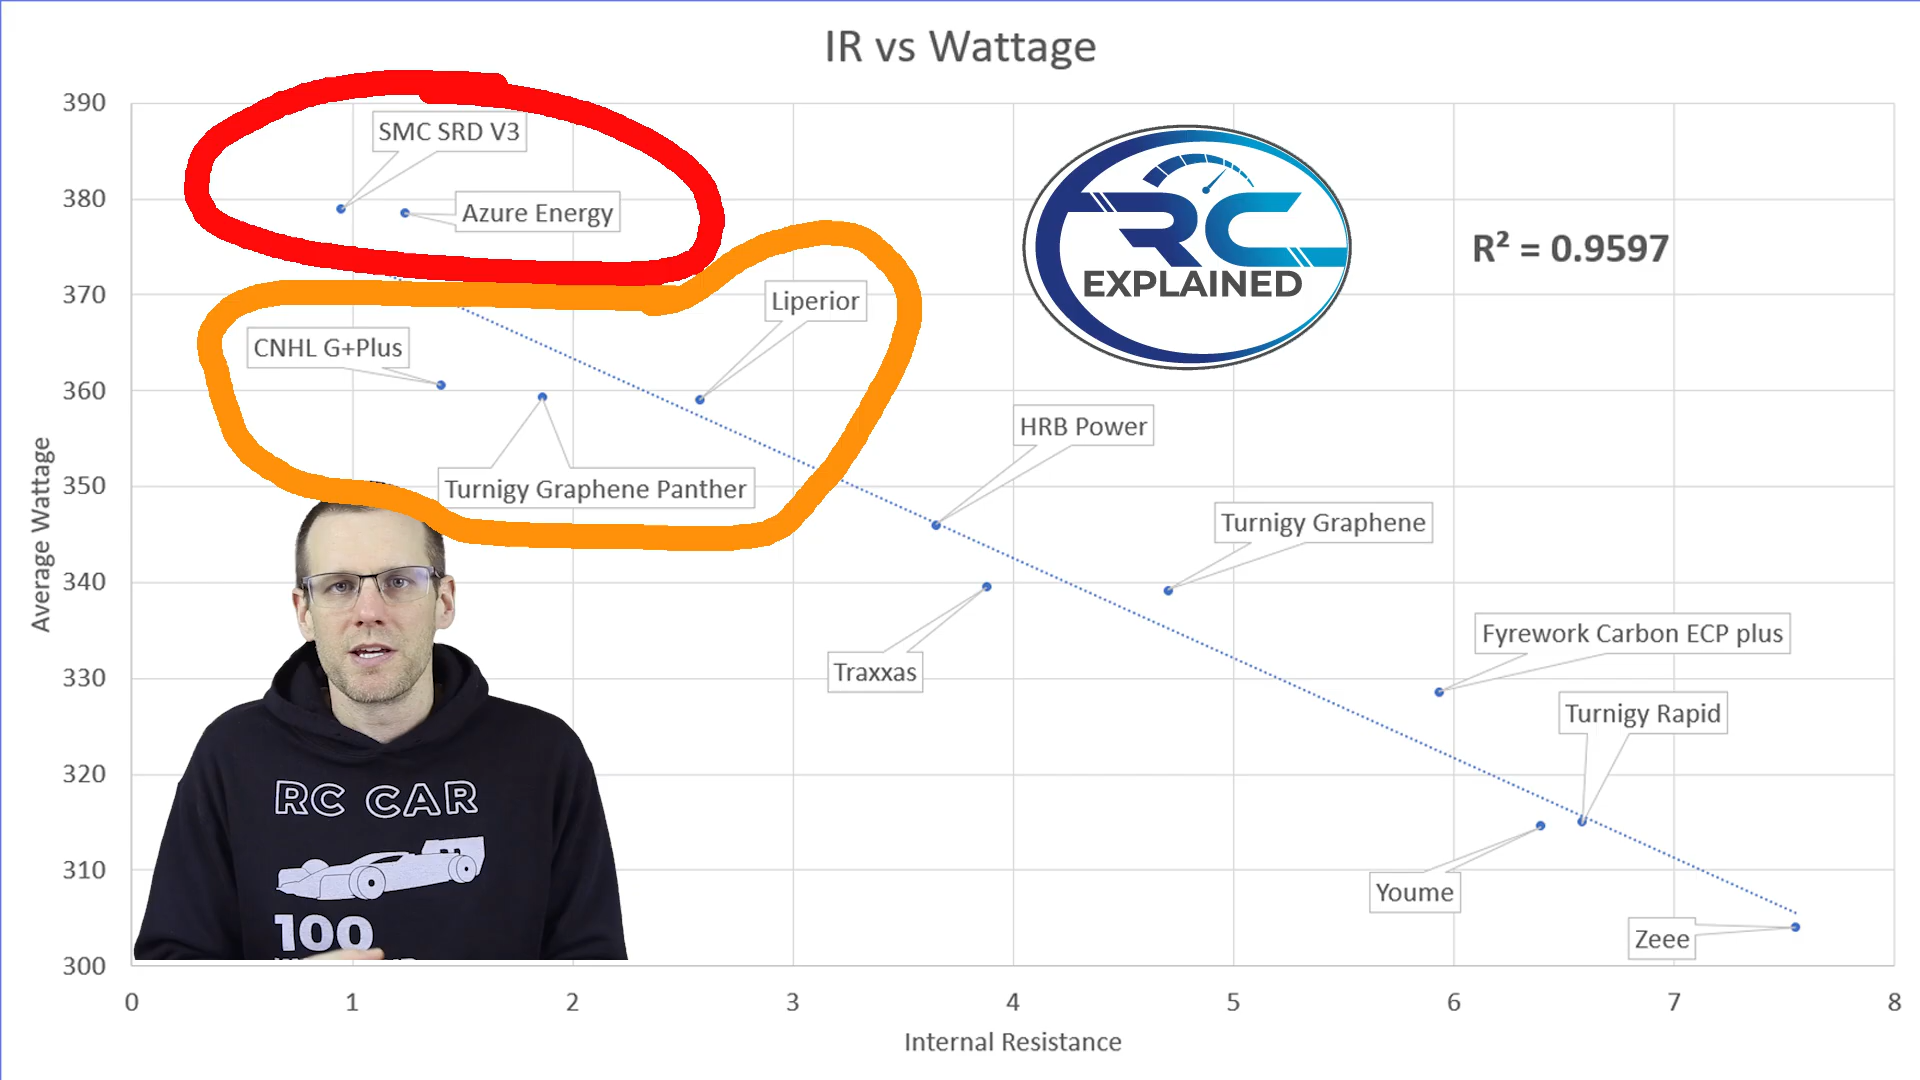 IR vs Wattage
390
380
370
360
350
340
330
320
310
300
Average Wattage
SMC SRD V3
Azure Energy
Liperior
CNHL G+Plus
Turnigy Graphene Panther
HRB Power
Turnigy Graphene
Traxxas
Fyrework Carbon ECP plus
Turnigy Rapid
Youme
Zeee
RC
EXPLAINED
R² = 0.9597
RC CAR
100
0 1 2 3 4 5 6 7 8
Internal Resistance